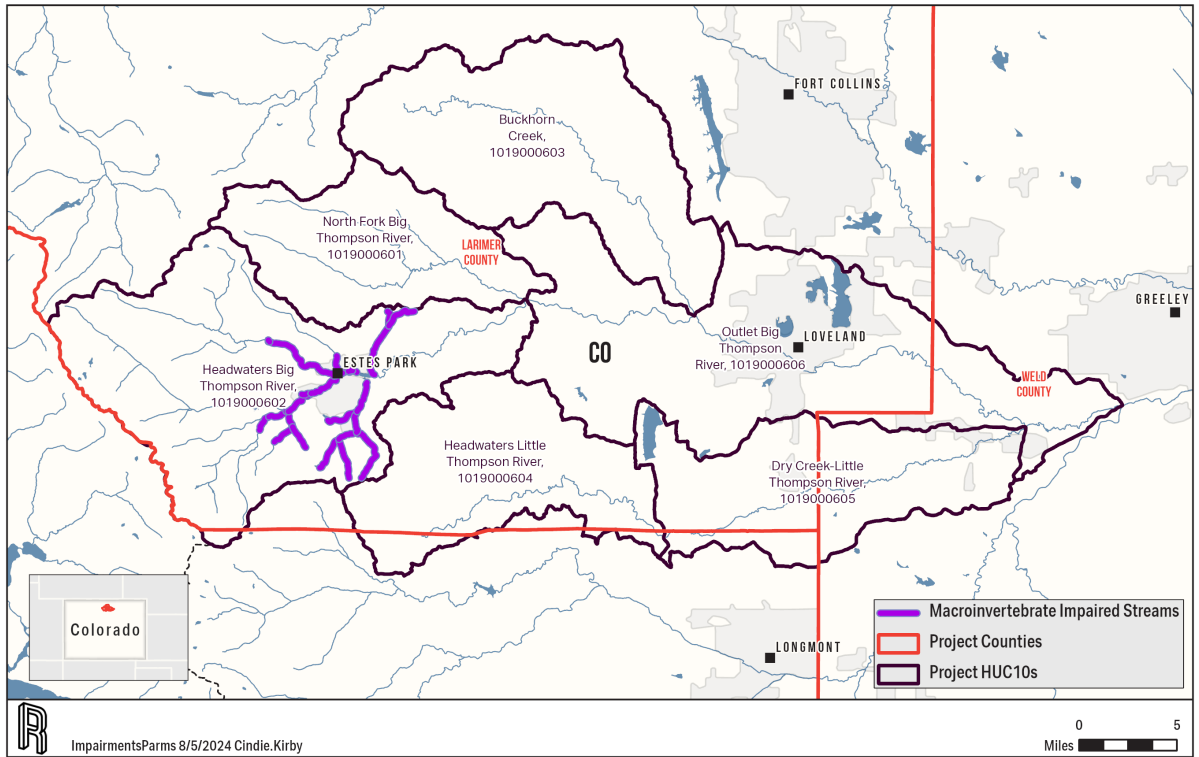 FORT COLLINS
Buckhorn
Creek,
1019000603
North Fork Big
Thompson River,
1019000601
LARIMER
COUNTY
GREELEY
CO
Outlet Big
Thompson
River, 1019000606
LOVELAND
ESTES PARK
Headwaters Big
Thompson River,
1019000602
WELD
COUNTY
Headwaters Little
Thompson River,
1019000604
Dry Creek-Little
Thompson River,
1019000605
Colorado
LONGMONT
Macroinvertebrate Impaired Streams
Project Counties
Project HUC10s
R
ImpairmentsParms 8/5/2024 Cindie.Kirby
0 5
Miles